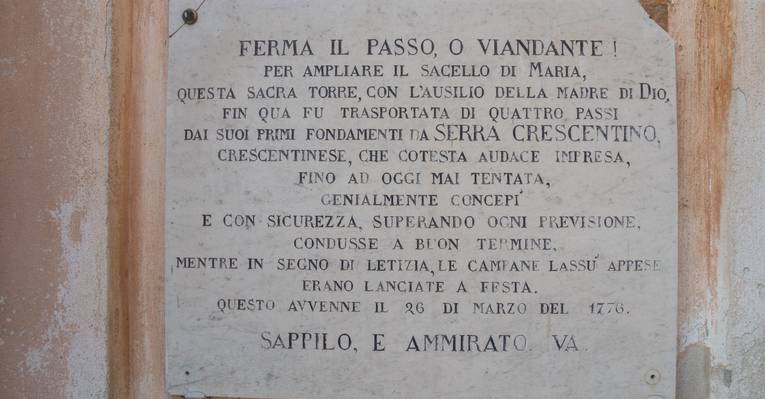 FERMA IL PASSO, O VIANDANTE!
PER AMPLIARE IL SACELLO DI MARIA,
QUESTA SACRA TORRE, CON L'AUSILIO DELLA MADRE DI DIO,
FIN QUA FU TRASPORTATA DI QUATTRO PASSI
DAI SUOI PRIMI FONDAMENTI DA SERRA CRESCENTINO,
CRESCENTINESE, CHE COTESTA AUDACE IMPRESA,
FINO AD OGGI MAI TENTATA,
GENIALMENTE CONCEPI'
E CON SICUREZZA, SUPERANDO OGNI PREVISIONE,
CONDUSSE A BUON TERMINE,
MENTRE IN SEGNO DI LETIZIA, LE CAMPANE LASSU' APPESE
ERANO LANCIATE A FESTA.
QUESTO AVVENNE IL 26 DI MARZO DEL 1776.
SAPPILO, E AMMIRATO VA.